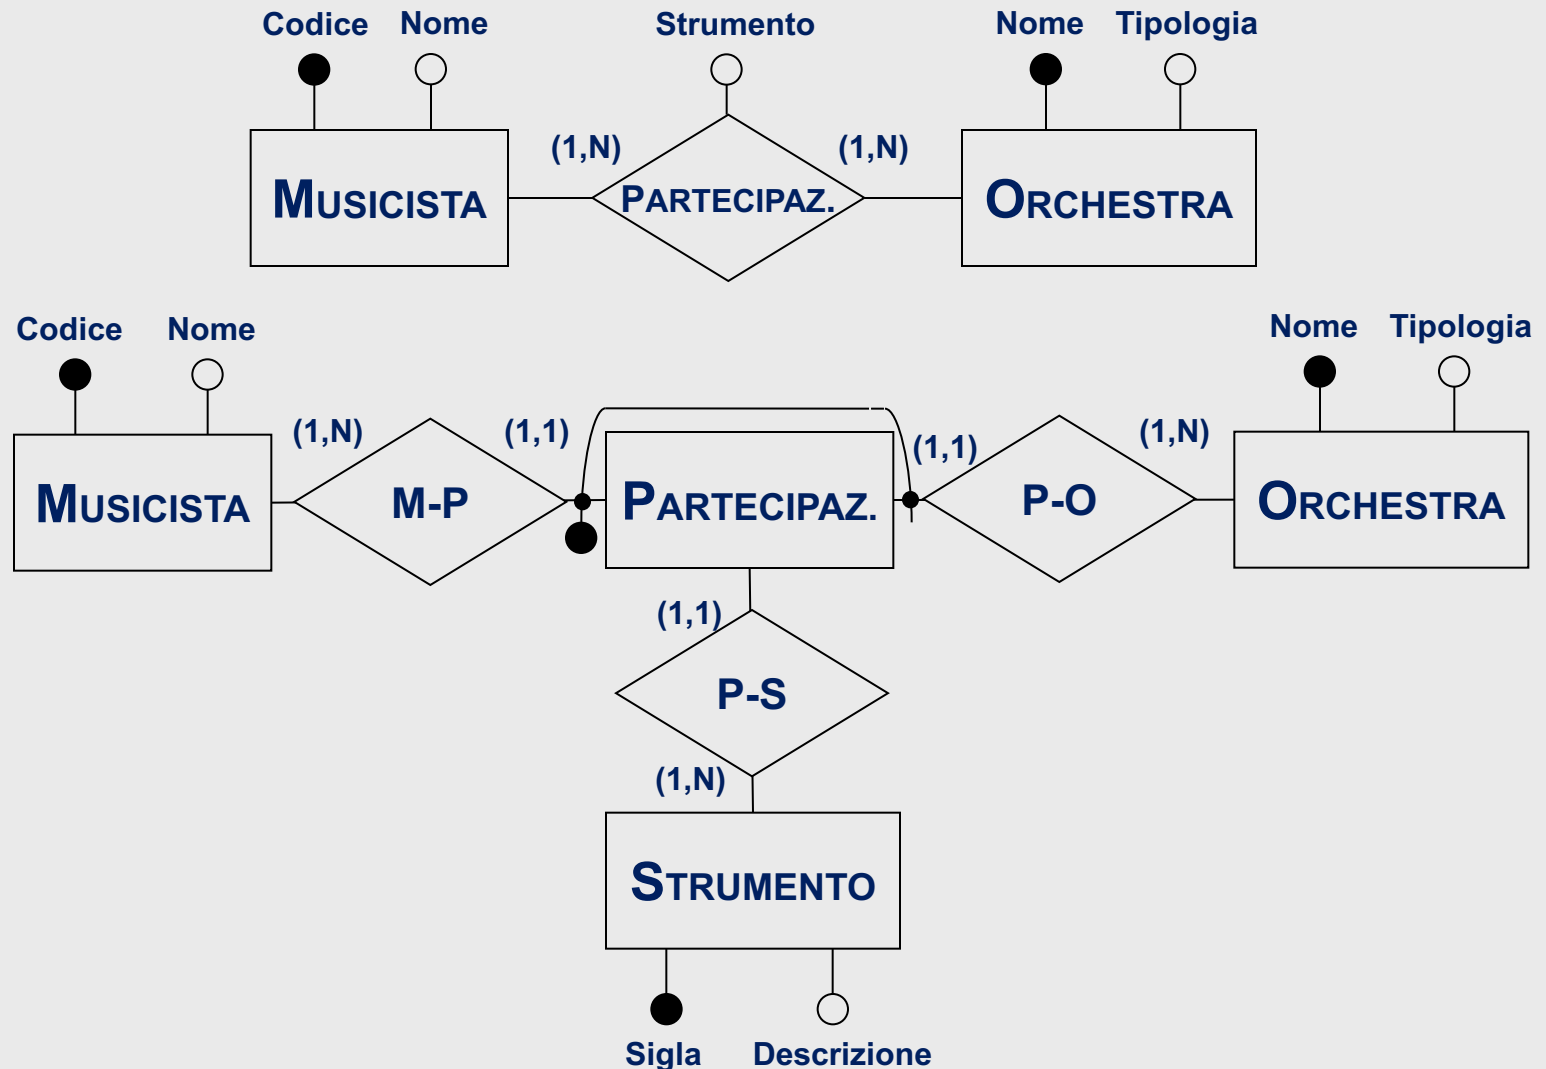 Codice Nome Strumento Nome Tipologia
(1,N) (1,N)
MUSICISTA PARTECIPAZ. ORCHESTRA
Codice Nome Nome Tipologia
(1,N) (1,1) (1,1) (1,N)
MUSICISTA M-P PARTECIPAZ. P-O ORCHESTRA
(1,1)
P-S
(1,N)
STRUMENTO
Sigla Descrizione